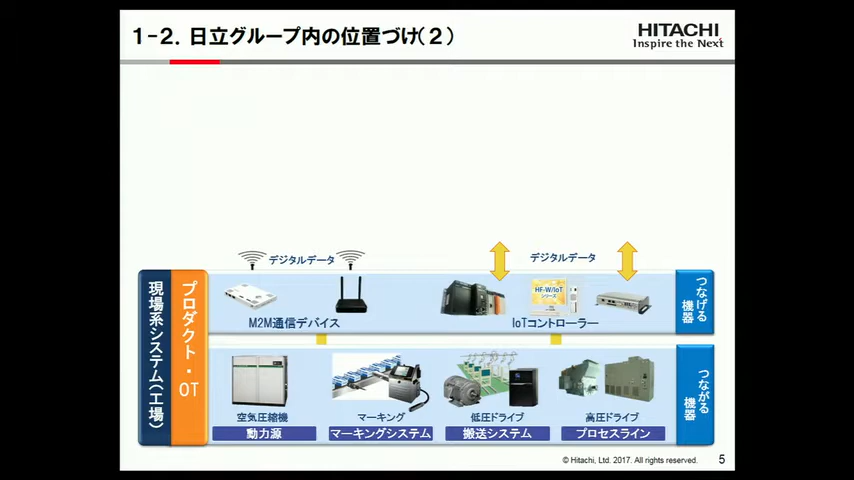 1-2. 日立グループ内の位置づけ(2)
HITACHI
Inspire the Next
デジタルデータ
デジタルデータ
現場系システム(工場)
プロダクト・OT
HF-W/IoT
シリーズ
M2M通信デバイス
IoTコントローラー
つなげる機器
空気圧縮機
マーキング
低圧ドライブ
高圧ドライブ
動力源
マーキングシステム
搬送システム
プロセスライン
つながる機器
© Hitachi, Ltd. 2017. All rights reserved.
5